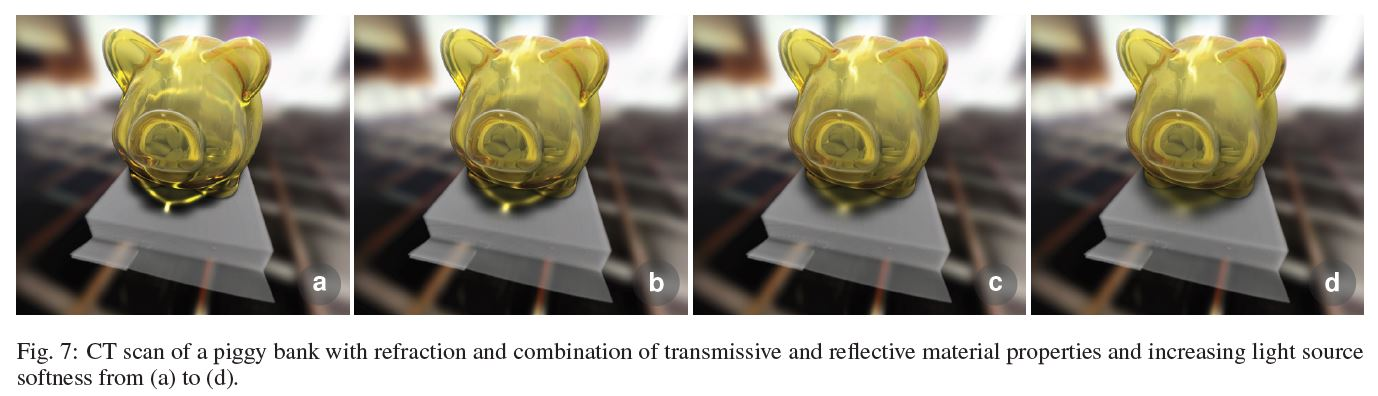 a
b
c
d
Fig. 7: CT scan of a piggy bank with refraction and combination of transmissive and reflective material properties and increasing light source
softness from (a) to (d).